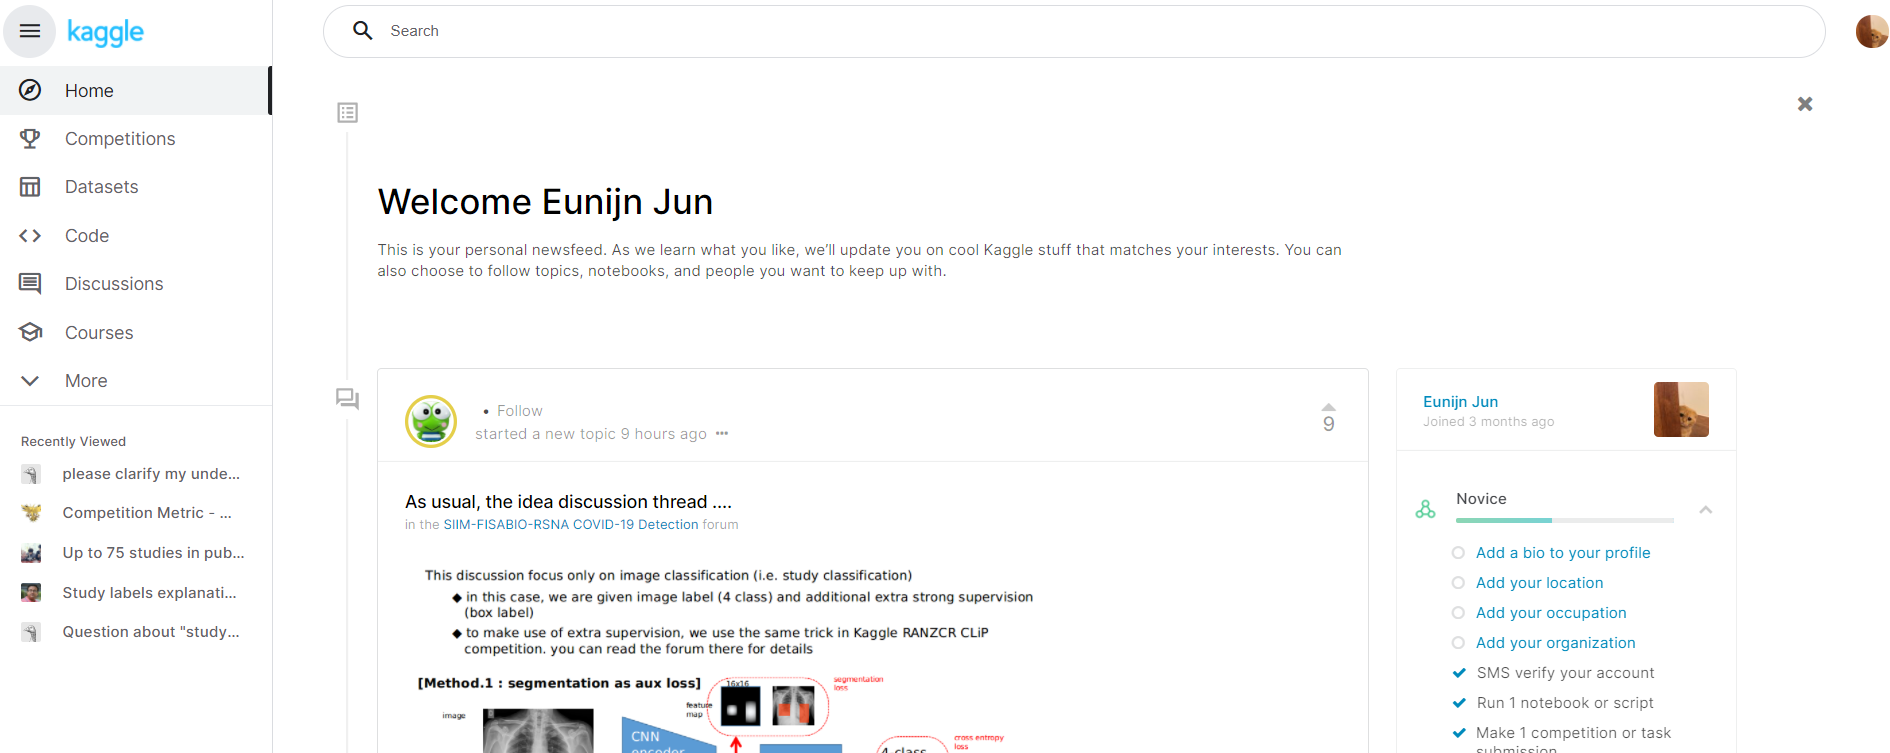 kaggle
Search
Home
Competitions
Datasets
Code
Discussions
Courses
More
Recently Viewed
please clarify my unde...
Competition Metric - ...
Up to 75 studies in pub...
Study labels explanati...
Question about "study...
Welcome Eunijn Jun
This is your personal newsfeed. As we learn what you like, we'll update you on cool Kaggle stuff that matches your interests. You can
also choose to follow topics, notebooks, and people you want to keep up with.
• Follow
started a new topic 9 hours ago •••
9
As usual, the idea discussion thread ....
in the SIIM-FISABIO-RSNA COVID-19 Detection forum
This discussion focus only on image classification (i.e. study classification)
◆ in this case, we are given image label (4 class) and additional extra strong supervision
(box label)
◆ to make use of extra supervision, we use the same trick in Kaggle RANZCR CLiP
competition. you can read the forum there for details
[Method.1 : segmentation as aux loss]
16x16
segmentation
loss
feature
map
image
CNN
encoder
cross entropy
loss
4 class
Eunijn Jun
Joined 3 months ago
Novice
Add a bio to your profile
Add your location
Add your occupation
Add your organization
SMS verify your account
Run 1 notebook or script
Make 1 competition or task
submission